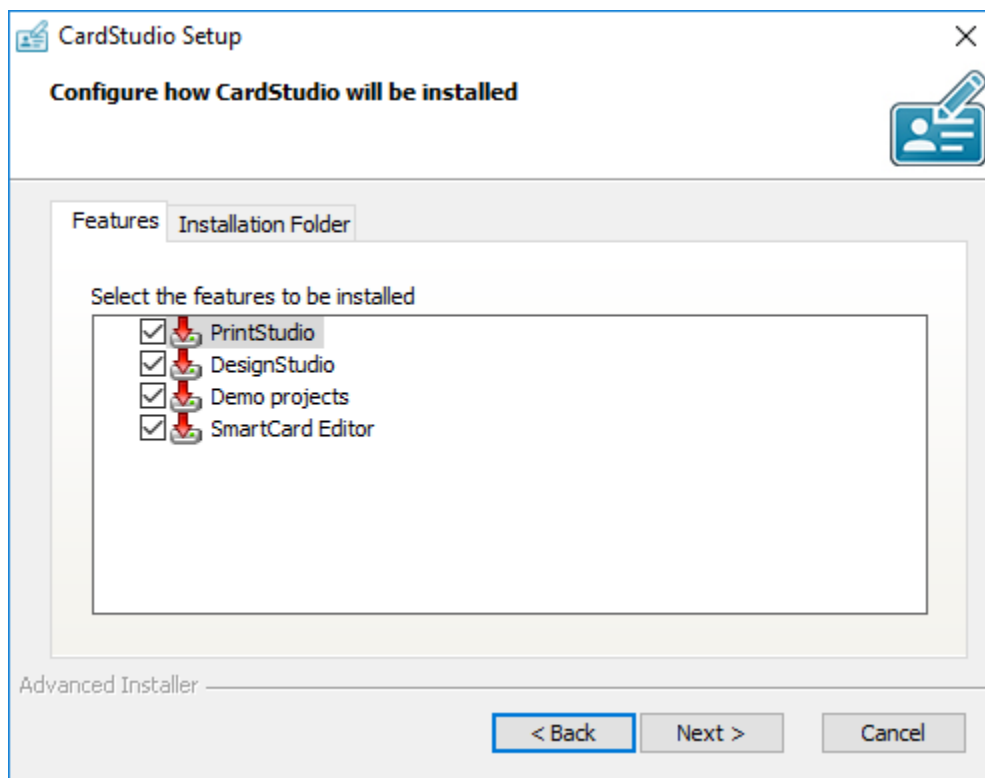 CardStudio Setup
Configure how CardStudio will be installed
Features
Installation Folder
Select the features to be installed
PrintStudio
DesignStudio
Demo projects
SmartCard Editor
Advanced Installer
< Back
Next >
Cancel